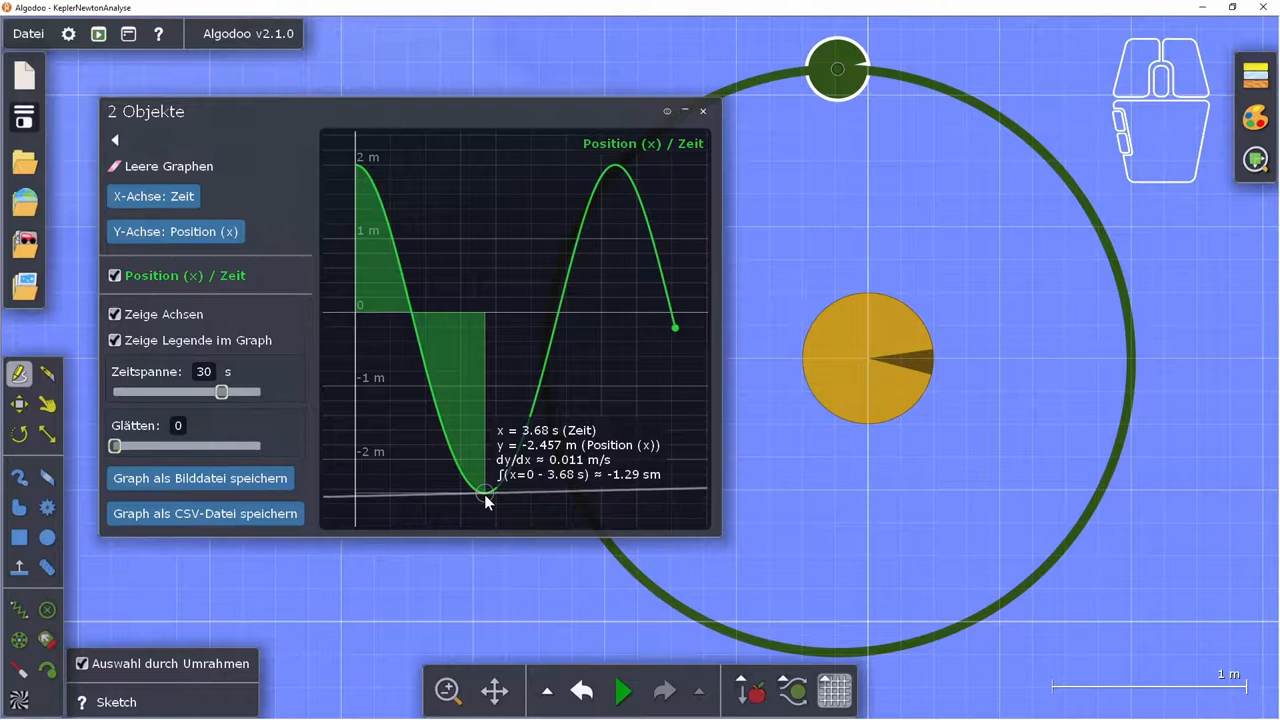 Algodoo - KeplerNewtonAnalyse
Datei
?
Algodoo v2.1.0
2 Objekte
Leere Graphen
X-Achse: Zeit
Y-Achse: Position (x)
Position (x) / Zeit
Zeige Achsen
Zeige Legende im Graph
Zeitspanne: 30 s
Glätten: 0
Graph als Bilddatei speichern
Graph als CSV-Datei speichern
Position (x) / Zeit
2 m
1 m
0
-1 m
-2 m
x = 3.68 s (Zeit)
y = -2.457 m (Position (x))
dy/dx ≈ 0.011 m/s
∫(x=0 - 3.68 s) ≈ -1.29 sm
Auswahl durch Umrahmen
? Sketch
1 m